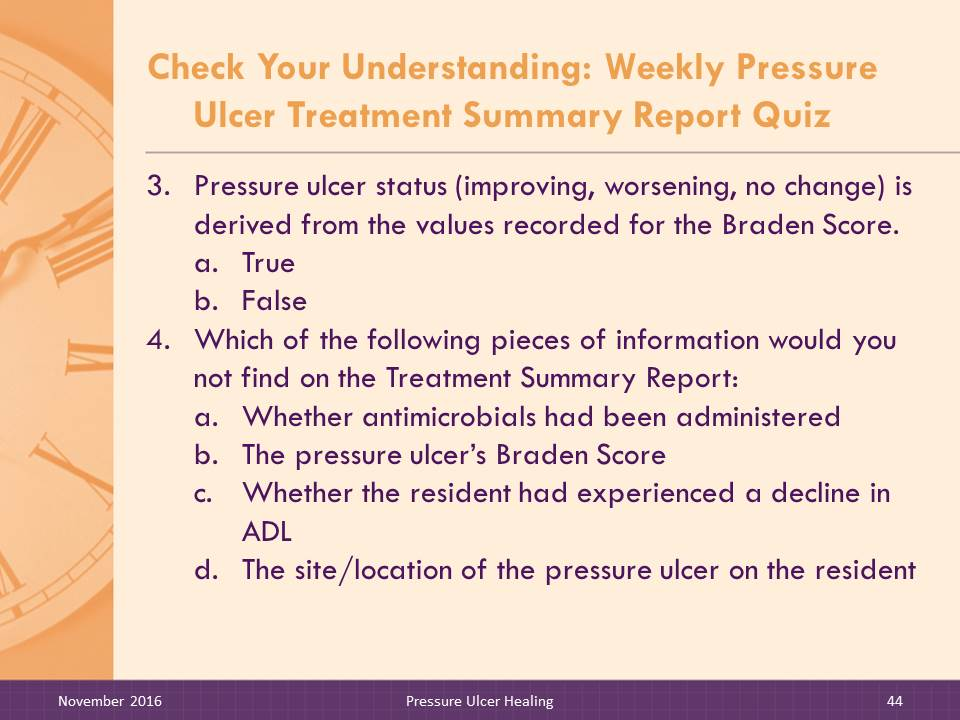 Check Your Understanding: Weekly Pressure
Ulcer Treatment Summary Report Quiz
3. Pressure ulcer status (improving, worsening, no change) is
derived from the values recorded for the Braden Score.
a. True
b. False
4. Which of the following pieces of information would you
not find on the Treatment Summary Report:
a. Whether antimicrobials had been administered
b. The pressure ulcer’s Braden Score
c. Whether the resident had experienced a decline in
ADL
d. The site/location of the pressure ulcer on the resident
November 2016
Pressure Ulcer Healing
44